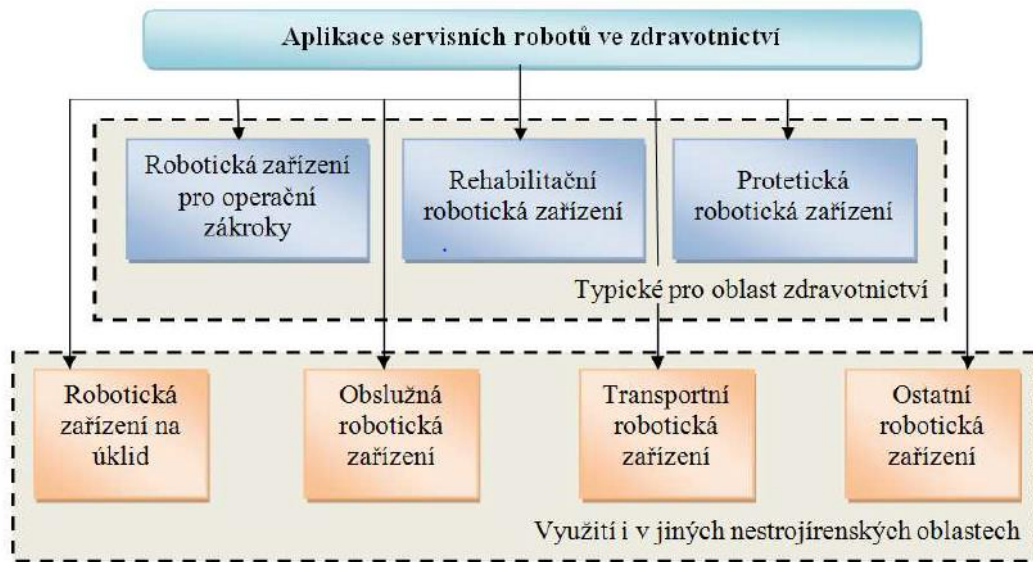 Aplikace servisních robotů ve zdravotnictví
Robotická zařízení
pro operační
zákroky
Rehabilitační
robotická zařízení
Protetická
robotická zařízení
Typické pro oblast zdravotnictví
Robotická
zařízení na
úklid
Obslužná
robotická
zařízení
Transportní
robotická
zařízení
Ostatní
robotická
zařízení
Využití i v jiných nestrojírenských oblastech